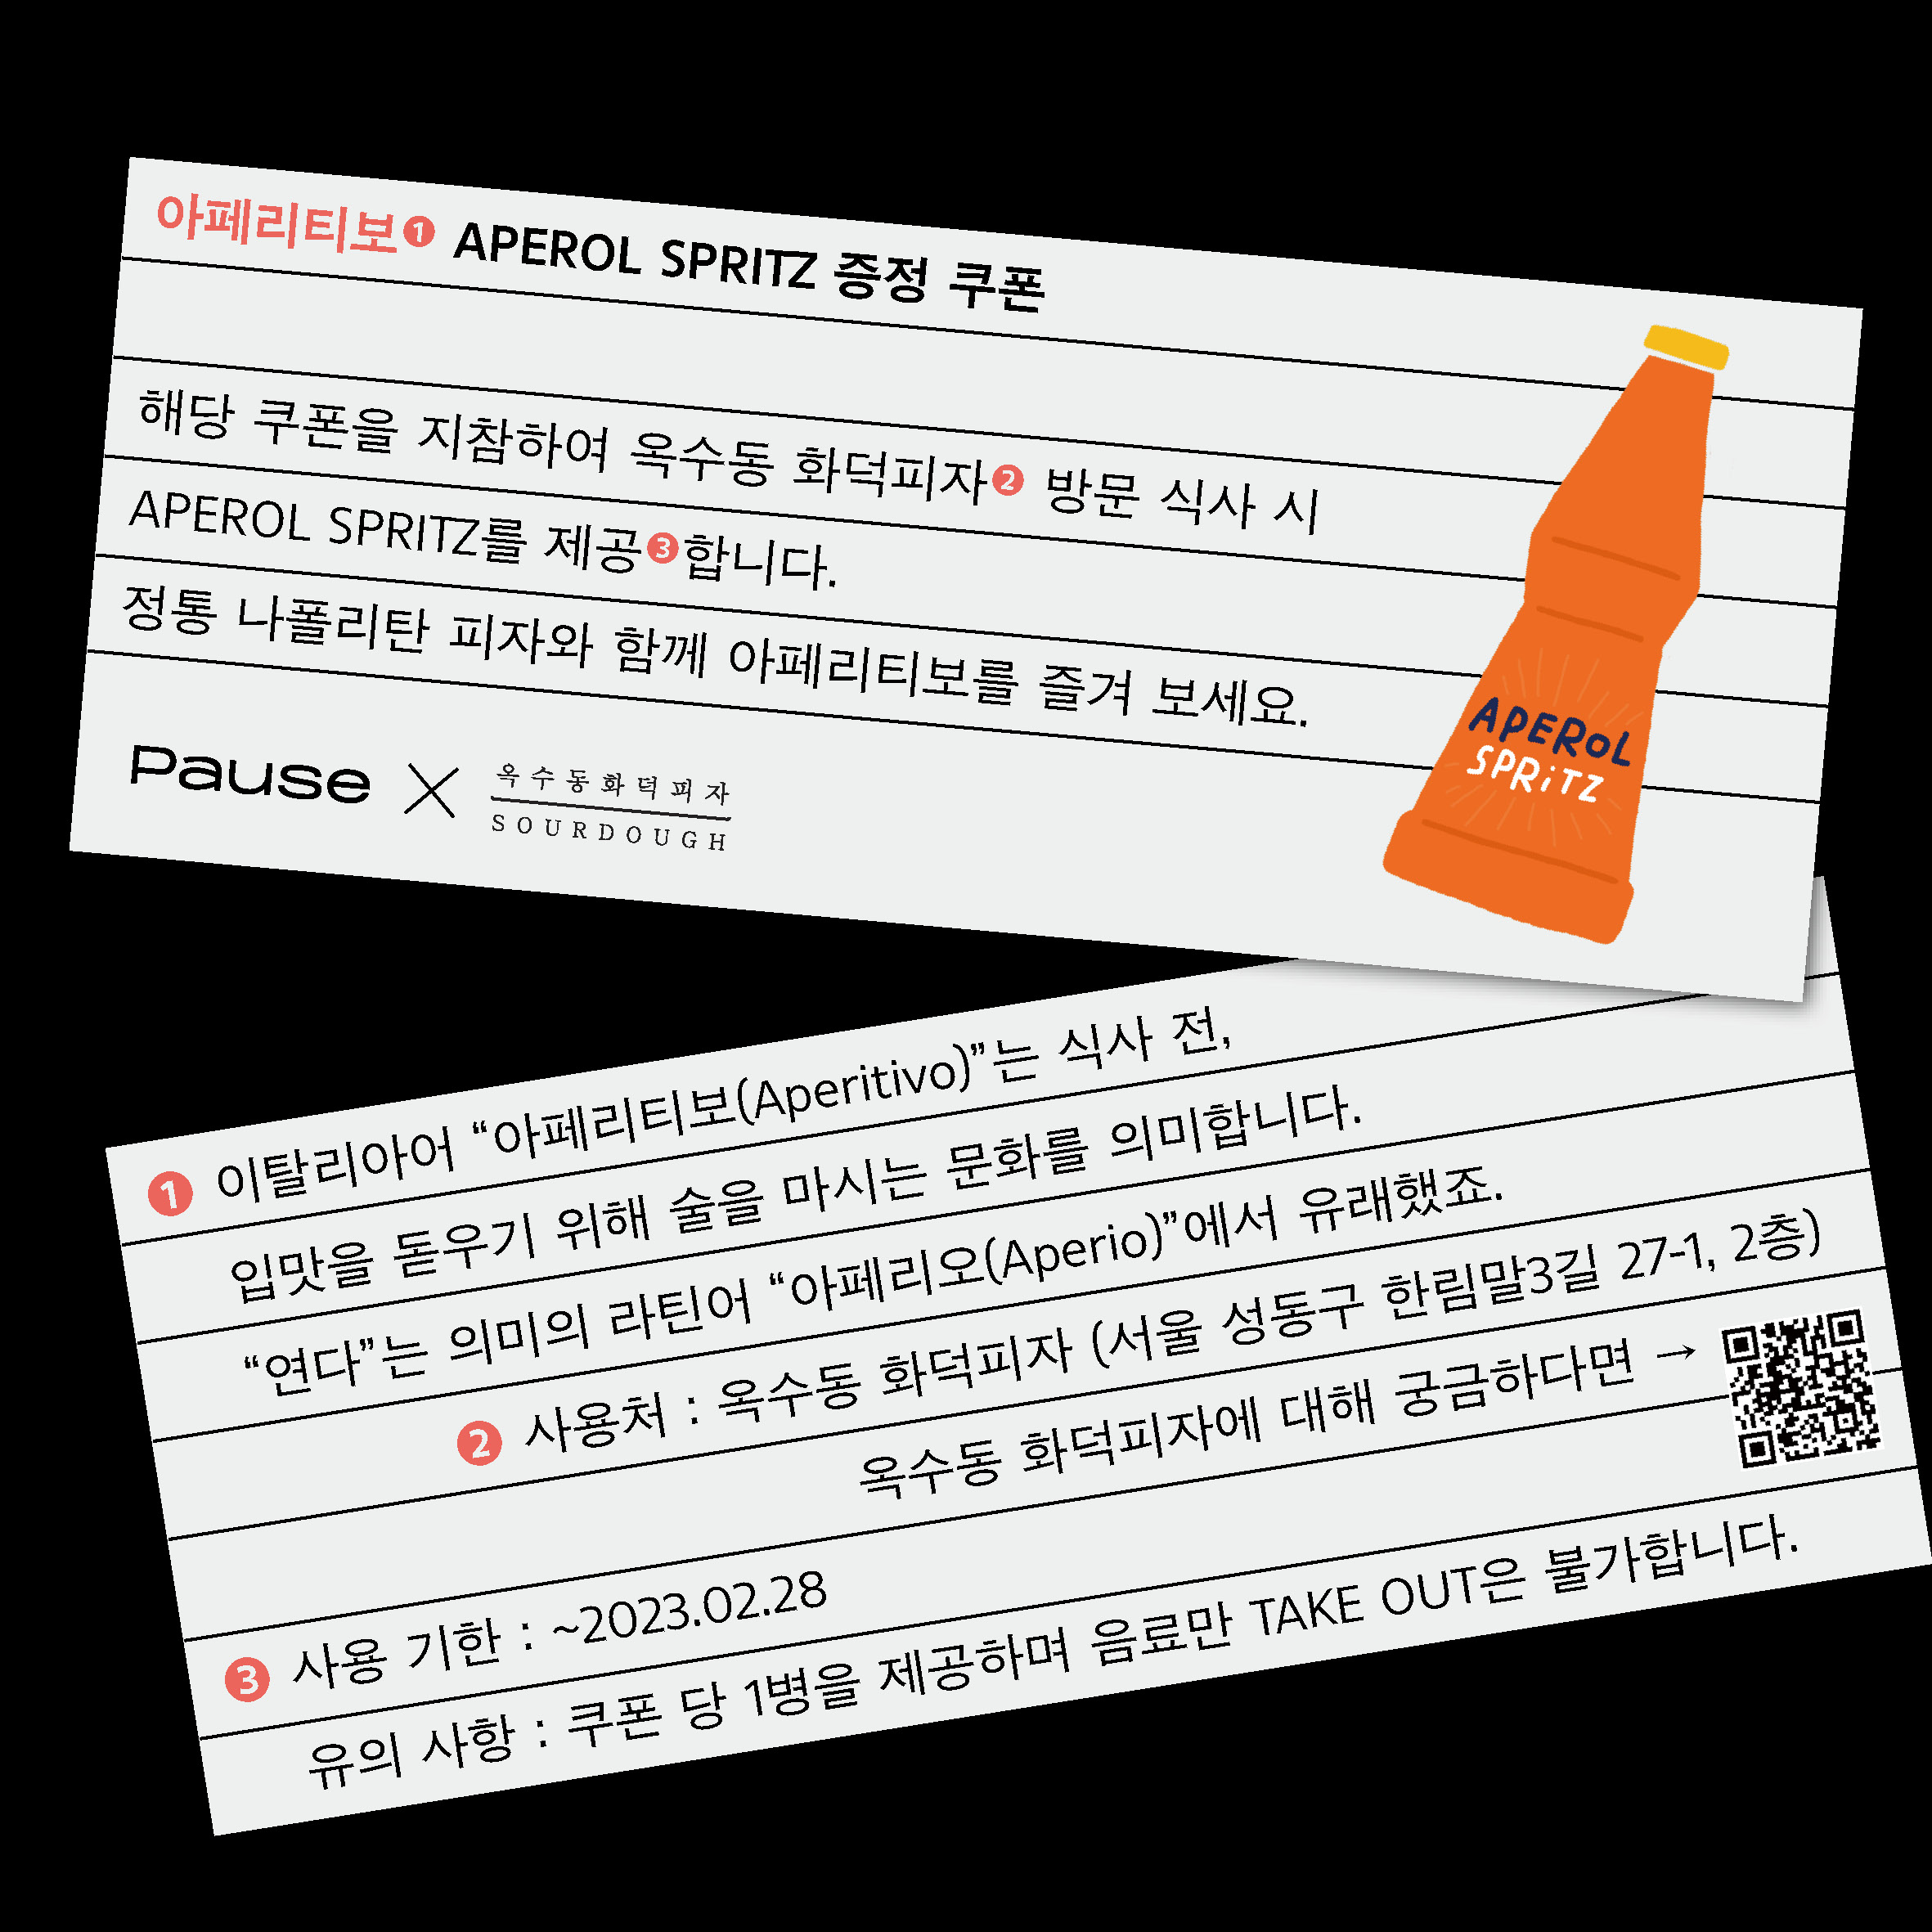 아페리티보❶ APEROL SPRITZ 증정 쿠폰
해당 쿠폰을 지참하여 옥수동 화덕피자❷ 방문 식사 시
APEROL SPRITZ를 제공❸합니다.
정통 나폴리탄 피자와 함께 아페리티보를 즐겨 보세요.
Pause X 옥수동화덕피자
SOURDOUGH
APEROL
SPRiTZ
❶ 이탈리아어 “아페리티보(Aperitivo)”는 식사 전,
입맛을 돋우기 위해 술을 마시는 문화를 의미합니다.
“연다”는 의미의 라틴어 “아페리오(Aperio)”에서 유래했죠.
❷ 사용처 : 옥수동 화덕피자 (서울 성동구 한림말3길 27-1, 2층)
옥수동 화덕피자에 대해 궁금하다면 →
❸ 사용 기한 : ~2023.02.28
유의 사항 : 쿠폰 당 1병을 제공하며 음료만 TAKE OUT은 불가합니다.